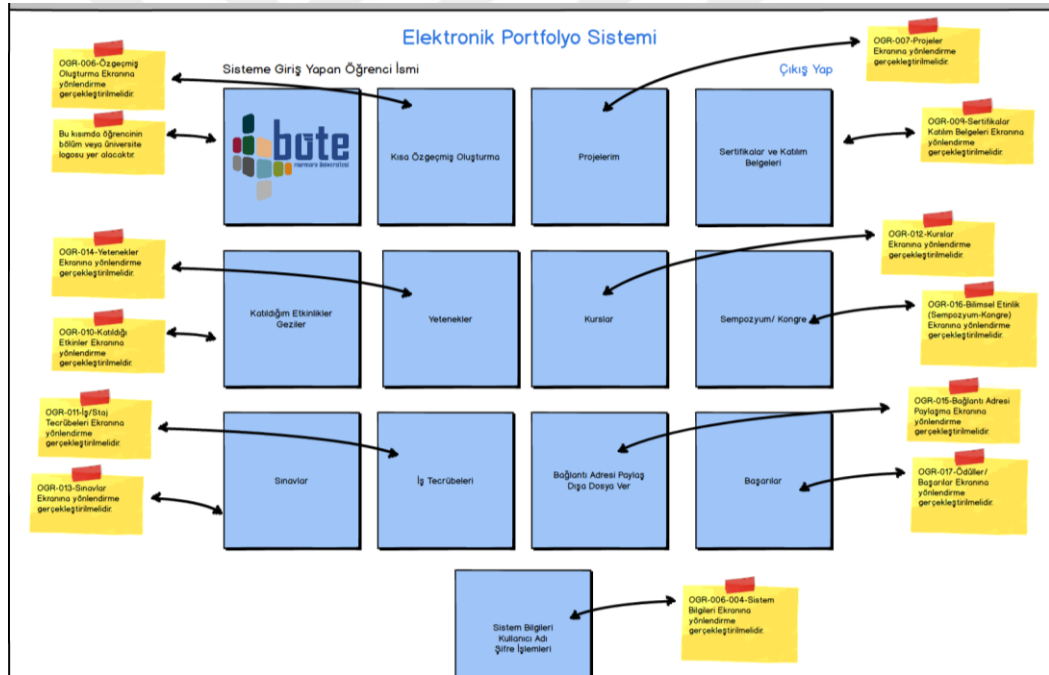 Elektronik Portfolyo Sistemi
Sisteme Giriş Yapan Öğrenci İsmi
Çıkış Yap
OGR-006-Özgeçmiş
Oluşturma Ekranına
yönlendirme
gerçekleştirilmelidir.
OGR-007-Projeler
Ekranına yönlendirme
gerçekleştirilmelidir.
Bu kısımda öğrencinin
bölüm veya üniversite
logosu yer alacaktır.
böte
marmara üniversitesi
Kısa Özgeçmiş Oluşturma
Projelerim
Sertifikalar ve Katılım
Belgeleri
OGR-009-Sertifikalar
Katılım Belgeleri Ekranına
yönlendirme
gerçekleştirilmelidir.
OGR-014-Yetenekler
Ekranına yönlendirme
gerçekleştirilmelidir.
OGR-012-Kurslar
Ekranına yönlendirme
gerçekleştirilmelidir.
OGR-010-Katıldığı
Etkinler Ekranına
yönlendirme
gerçekleştirilmelidir.
Katıldığım Etkinlikler
Geziler
Yetenekler
Kurslar
Sempozyum/ Kongre
OGR-016-Bilimsel Etinlik
(Sempozyum-Kongre)
Ekranına yönlendirme
gerçekleştirilmelidir.
OGR-011-İş/Staj
Tecrübeleri Ekranına
yönlendirme
gerçekleştirilmelidir.
OGR-015-Bağlantı Adresi
Paylaşma Ekranına
yönlendirme
gerçekleştirilmelidir.
OGR-013-Sınavlar
Ekranına yönlendirme
gerçekleştirilmelidir.
Sınavlar
İş Tecrübeleri
Bağlantı Adresi Paylaş
Dışa Dosya Ver
Başarılar
OGR-017-Ödüller/
Başarılar Ekranına
yönlendirme
gerçekleştirilmelidir.
Sistem Bilgileri
Kullanıcı Adı
Şifre İşlemleri
OGR-006-004-Sistem
Bilgileri Ekranına
yönlendirme
gerçekleştirilmelidir.